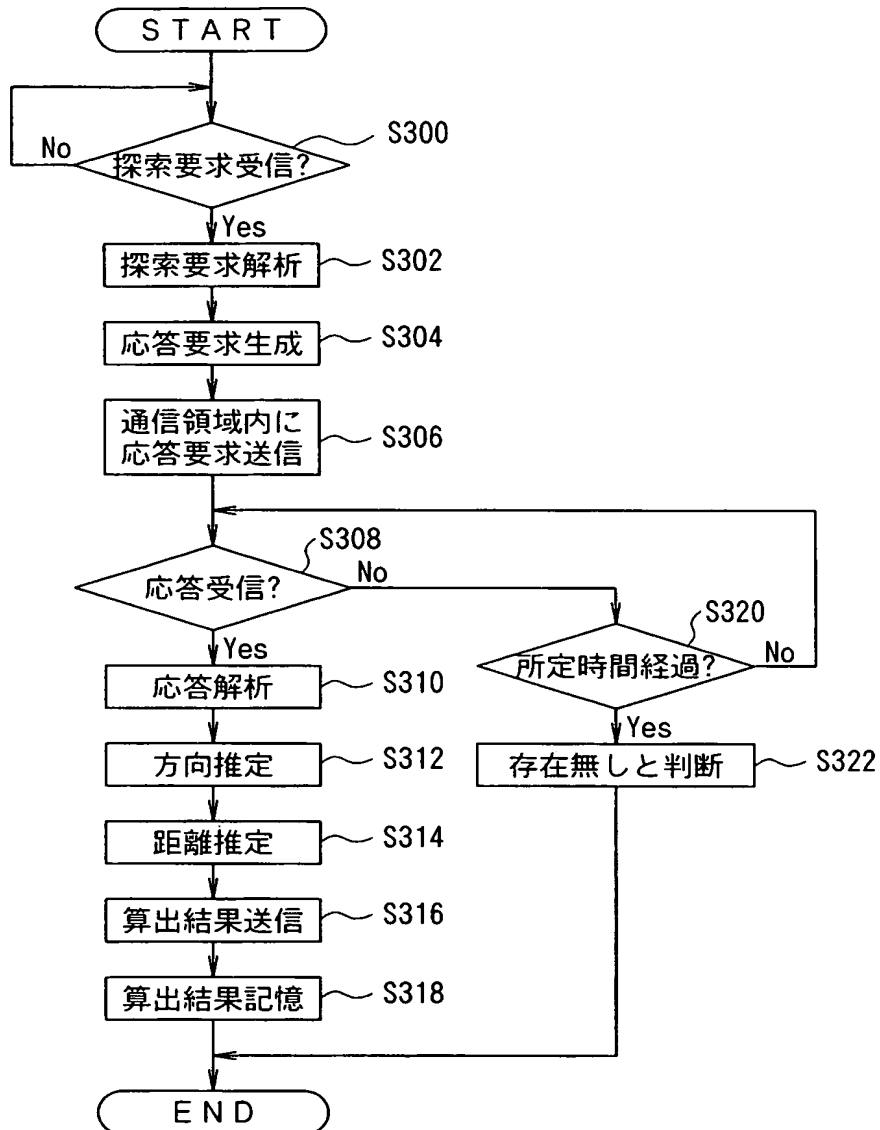 START
S300
No
探索要求受信?
Yes
探索要求解析
S302
応答要求生成
S304
通信領域内に
応答要求送信
S306
S308
応答受信?
No
S320
所定時間経過?
No
Yes
Yes
応答解析
S310
方向推定
S312
存在無しと判断
S322
距離推定
S314
算出結果送信
S316
算出結果記憶
S318
END